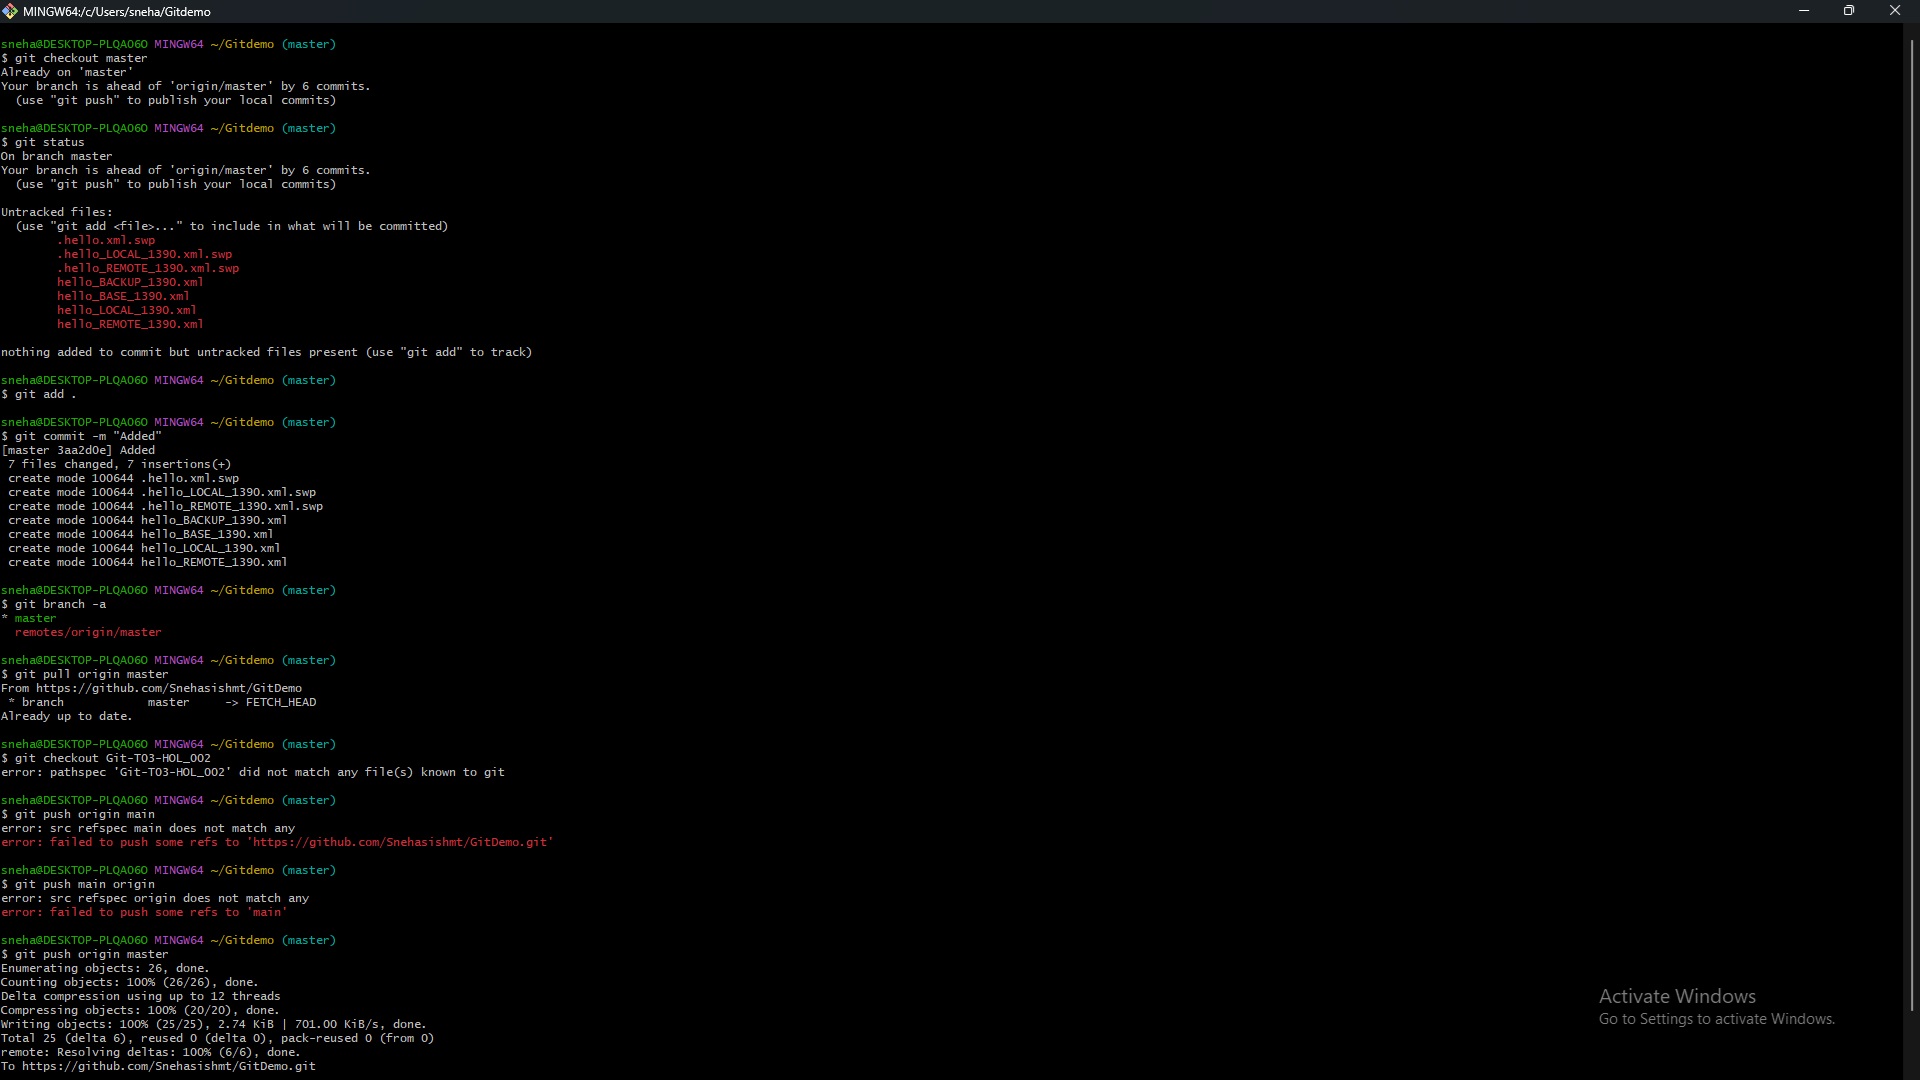 MINGW64:/c/Users/sneha/Gitdemo
sneha@DESKTOP-PLQAO6O MINGW64 ~/Gitdemo (master)
$ git checkout master
Already on 'master'
Your branch is ahead of 'origin/master' by 6 commits.
  (use "git push" to publish your local commits)
sneha@DESKTOP-PLQAO6O MINGW64 ~/Gitdemo (master)
$ git status
On branch master
Your branch is ahead of 'origin/master' by 6 commits.
  (use "git push" to publish your local commits)
Untracked files:
  (use "git add <file>..." to include in what will be committed)
        .hello.xml.swp
        .hello_LOCAL_1390.xml.swp
        .hello_REMOTE_1390.xml.swp
        hello_BACKUP_1390.xml
        hello_BASE_1390.xml
        hello_LOCAL_1390.xml
        hello_REMOTE_1390.xml
nothing added to commit but untracked files present (use "git add" to track)
sneha@DESKTOP-PLQAO6O MINGW64 ~/Gitdemo (master)
$ git add .
sneha@DESKTOP-PLQAO6O MINGW64 ~/Gitdemo (master)
$ git commit -m "Added"
[master 3aa2d0e] Added
 7 files changed, 7 insertions(+)
 create mode 100644 .hello.xml.swp
 create mode 100644 .hello_LOCAL_1390.xml.swp
 create mode 100644 .hello_REMOTE_1390.xml.swp
 create mode 100644 hello_BACKUP_1390.xml
 create mode 100644 hello_BASE_1390.xml
 create mode 100644 hello_LOCAL_1390.xml
 create mode 100644 hello_REMOTE_1390.xml
sneha@DESKTOP-PLQAO6O MINGW64 ~/Gitdemo (master)
$ git branch -a
* master
  remotes/origin/master
sneha@DESKTOP-PLQAO6O MINGW64 ~/Gitdemo (master)
$ git pull origin master
From https://github.com/Snehasishmt/GitDemo
 * branch            master     -> FETCH_HEAD
Already up to date.
sneha@DESKTOP-PLQAO6O MINGW64 ~/Gitdemo (master)
$ git checkout Git-T03-HOL_002
error: pathspec 'Git-T03-HOL_002' did not match any file(s) known to git
sneha@DESKTOP-PLQAO6O MINGW64 ~/Gitdemo (master)
$ git push origin main
error: src refspec main does not match any
error: failed to push some refs to 'https://github.com/Snehasishmt/GitDemo.git'
sneha@DESKTOP-PLQAO6O MINGW64 ~/Gitdemo (master)
$ git push main origin
error: src refspec origin does not match any
error: failed to push some refs to 'main'
sneha@DESKTOP-PLQAO6O MINGW64 ~/Gitdemo (master)
$ git push origin master
Enumerating objects: 26, done.
Counting objects: 100% (26/26), done.
Delta compression using up to 12 threads
Compressing objects: 100% (20/20), done.
Writing objects: 100% (25/25), 2.74 KiB | 701.00 KiB/s, done.
Total 25 (delta 6), reused 0 (delta 0), pack-reused 0 (from 0)
remote: Resolving deltas: 100% (6/6), done.
To https://github.com/Snehasishmt/GitDemo.git
Activate Windows
Go to Settings to activate Windows.